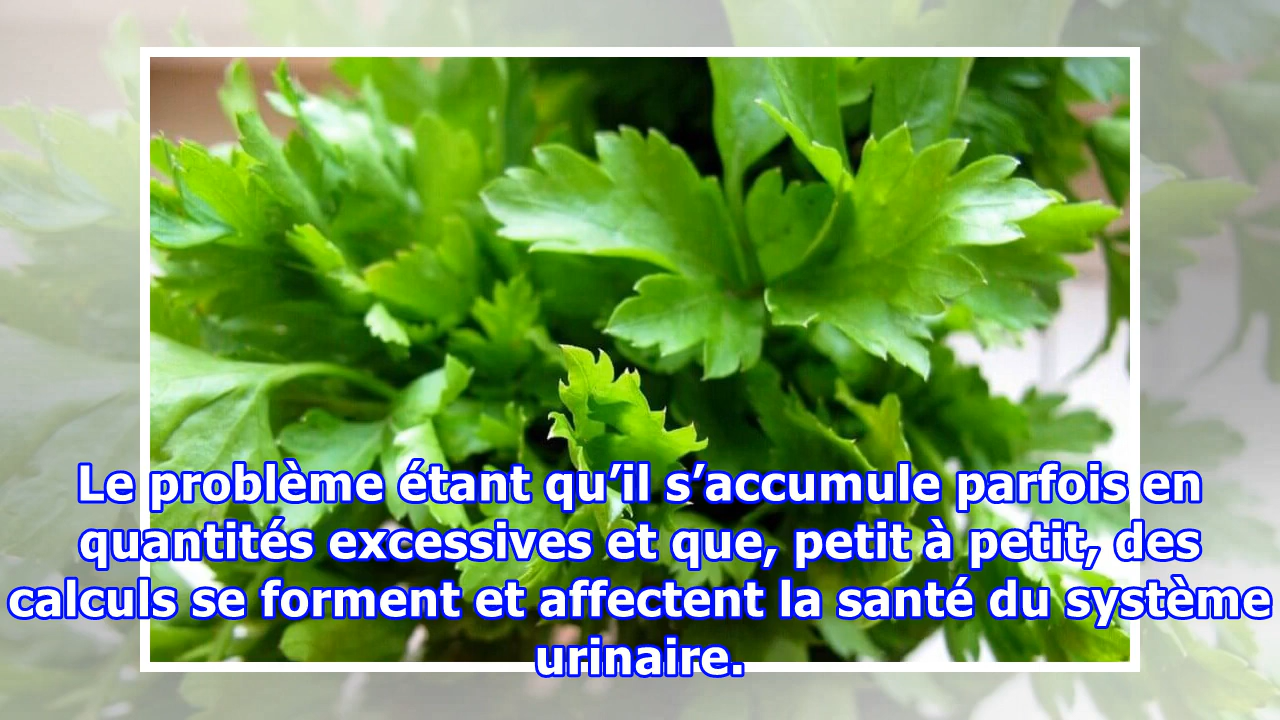 Le problème étant qu’il s’accumule parfois en
quantités excessives et que, petit à petit, des
calculs se forment et affectent la santé du système
urinaire.